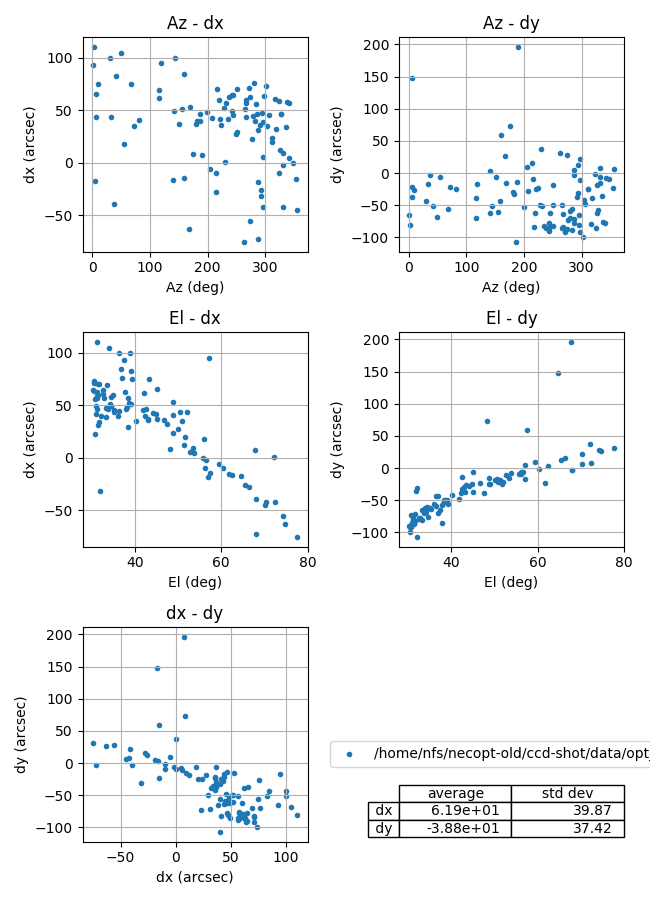 Az - dx
100
50
0
−50
dx (arcsec)
0
100
200
300
Az (deg)
Az - dy
200
150
100
50
0
−50
−100
dy (arcsec)
0
100
200
300
Az (deg)
El - dx
100
50
0
−50
dx (arcsec)
40
60
80
El (deg)
El - dy
200
150
100
50
0
−50
−100
dy (arcsec)
40
60
80
El (deg)
dx - dy
200
150
100
50
0
−50
−100
dy (arcsec)
−50
0
50
100
dx (arcsec)
/home/nfs/necopt-old/ccd-shot/data/opt_
average std dev
dx 6.19e+01 39.87
dy -3.88e+01 37.42